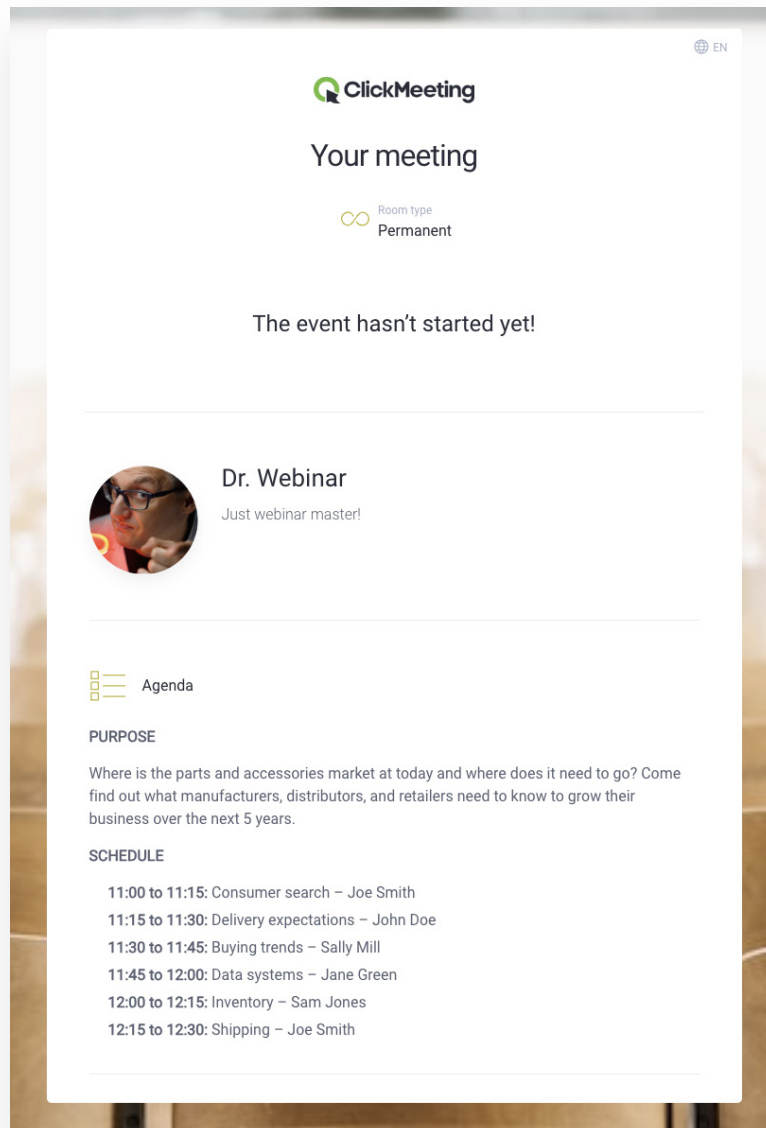 EN
ClickMeeting
Your meeting
Room type
Permanent
The event hasn’t started yet!
Dr. Webinar
Just webinar master!
Agenda
PURPOSE
Where is the parts and accessories market at today and where does it need to go? Come
find out what manufacturers, distributors, and retailers need to know to grow their
business over the next 5 years.
SCHEDULE
11:00 to 11:15: Consumer search – Joe Smith
11:15 to 11:30: Delivery expectations – John Doe
11:30 to 11:45: Buying trends – Sally Mill
11:45 to 12:00: Data systems – Jane Green
12:00 to 12:15: Inventory – Sam Jones
12:15 to 12:30: Shipping – Joe Smith